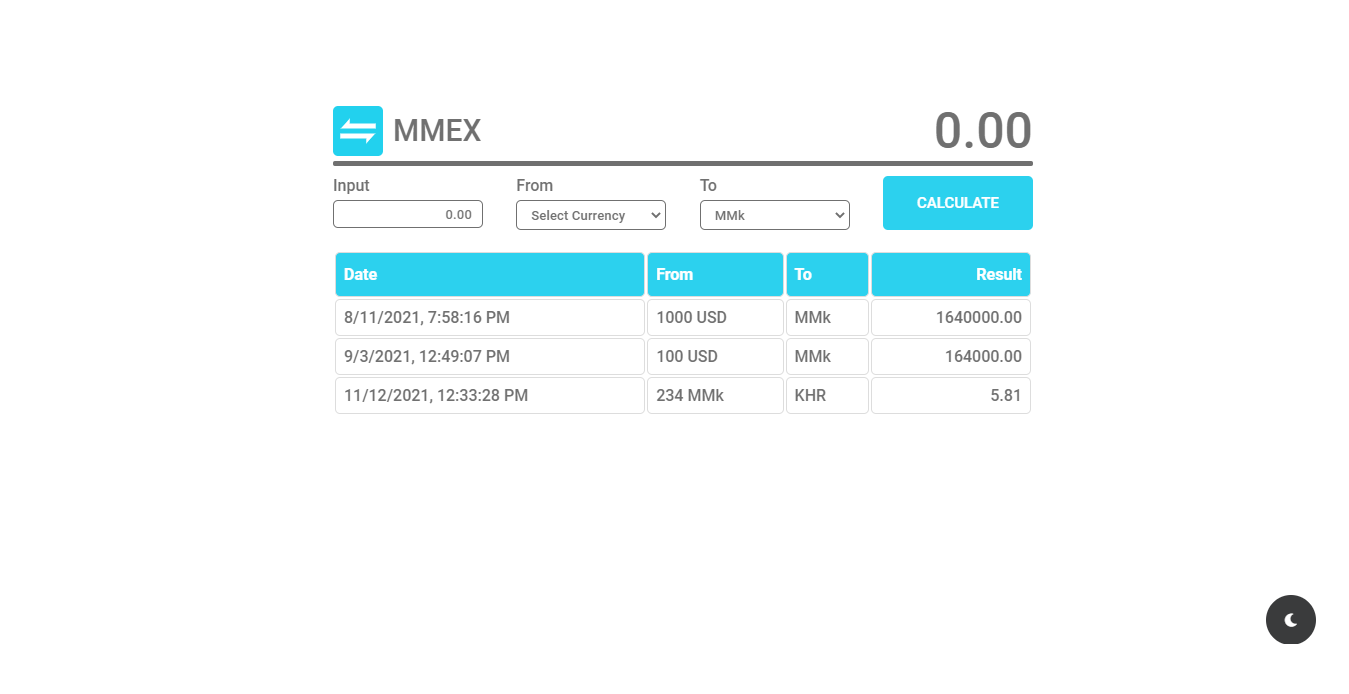 MMEX 0.00
Input From To
0.00 Select Currency MMk CALCULATE
Date From To Result
8/11/2021, 7:58:16 PM 1000 USD MMk 1640000.00
9/3/2021, 12:49:07 PM 100 USD MMk 164000.00
11/12/2021, 12:33:28 PM 234 MMk KHR 5.81